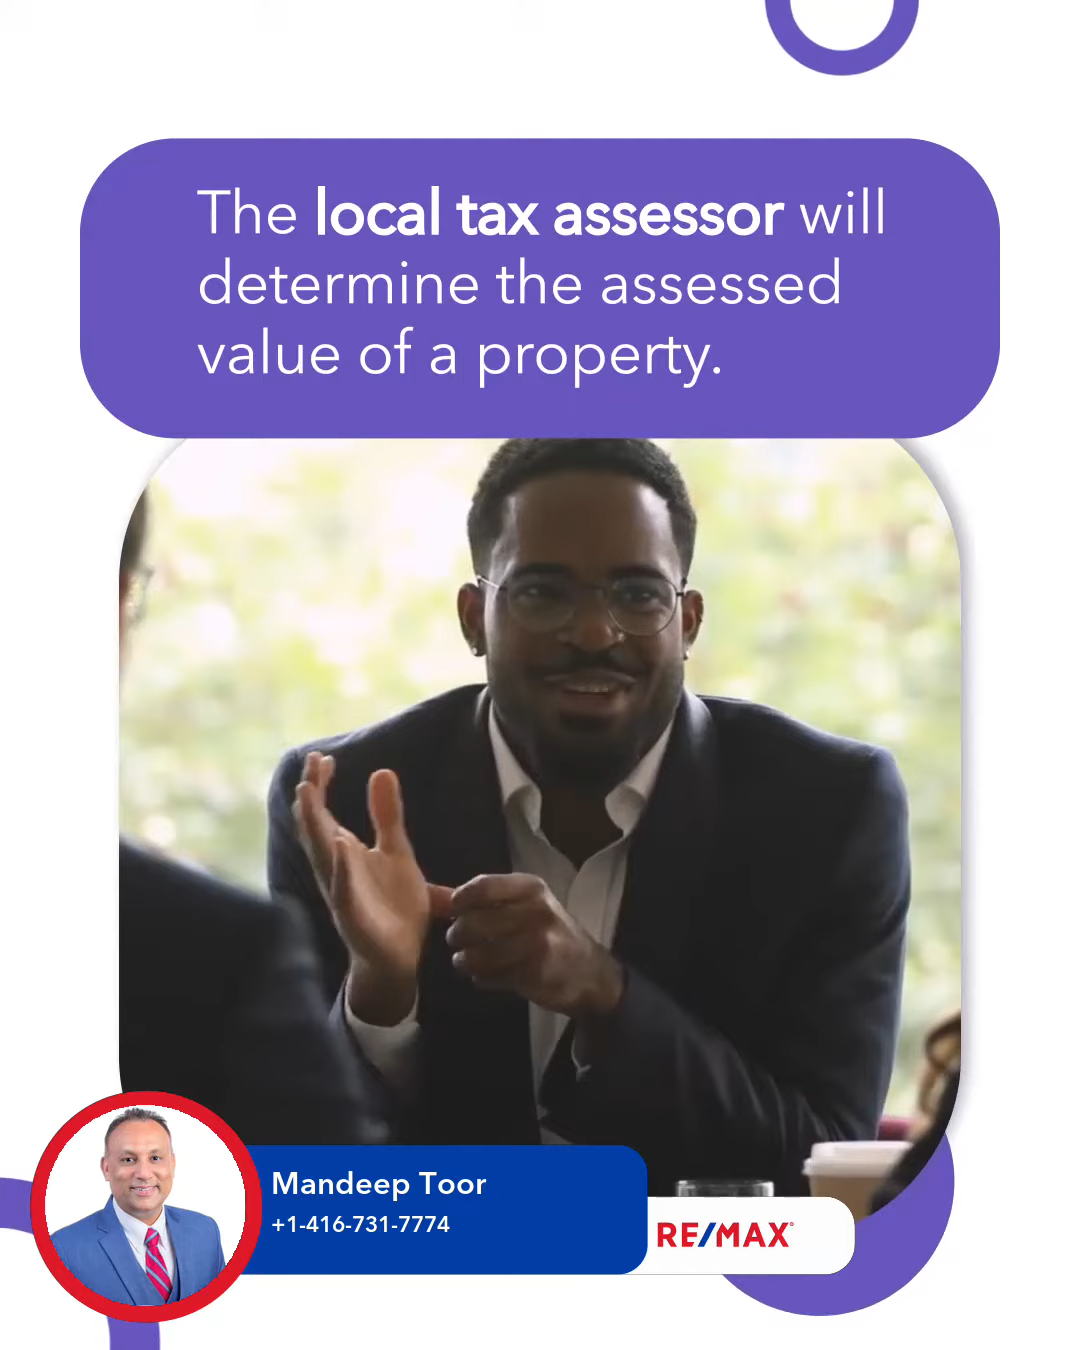 The local tax assessor will
determine the assessed
value of a property.
Mandeep Toor
+1-416-731-7774
RE/MAX®